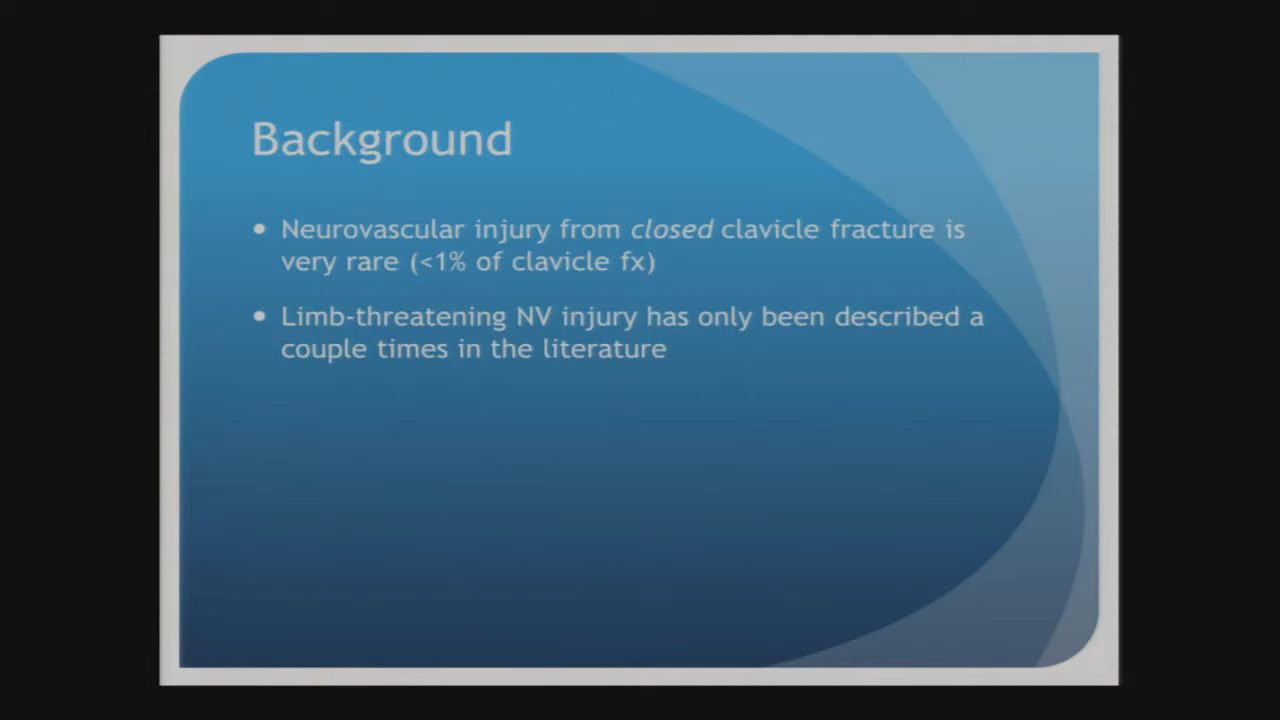 Background
• Neurovascular injury from closed clavicle fracture is
very rare (<1% of clavicle fx)
• Limb-threatening NV injury has only been described a
couple times in the literature